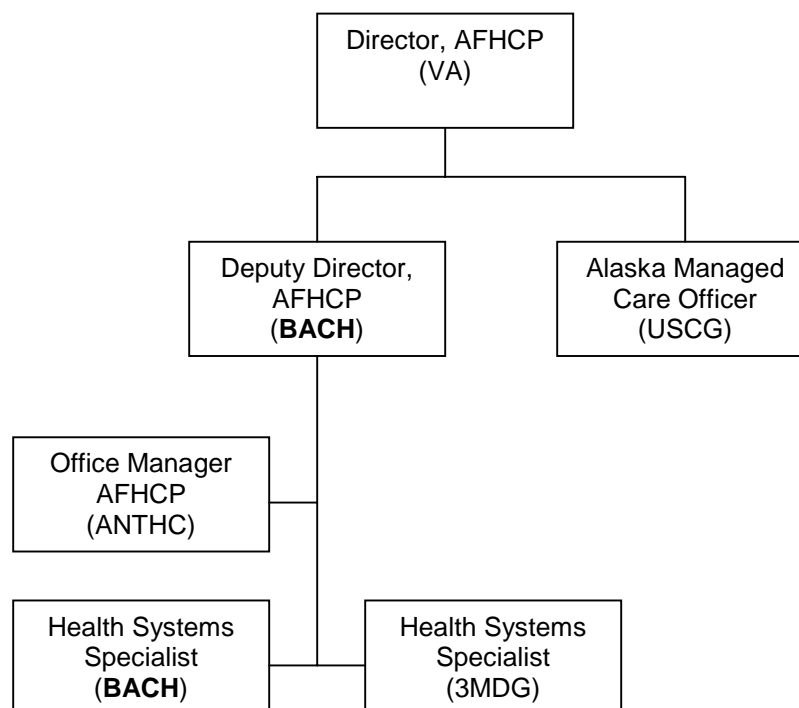 Director, AFHCP
(VA)
Deputy Director,
AFHCP
(BACH)
Alaska Managed
Care Officer
(USCG)
Office Manager
AFHCP
(ANTHC)
Health Systems
Specialist
(BACH)
Health Systems
Specialist
(3MDG)